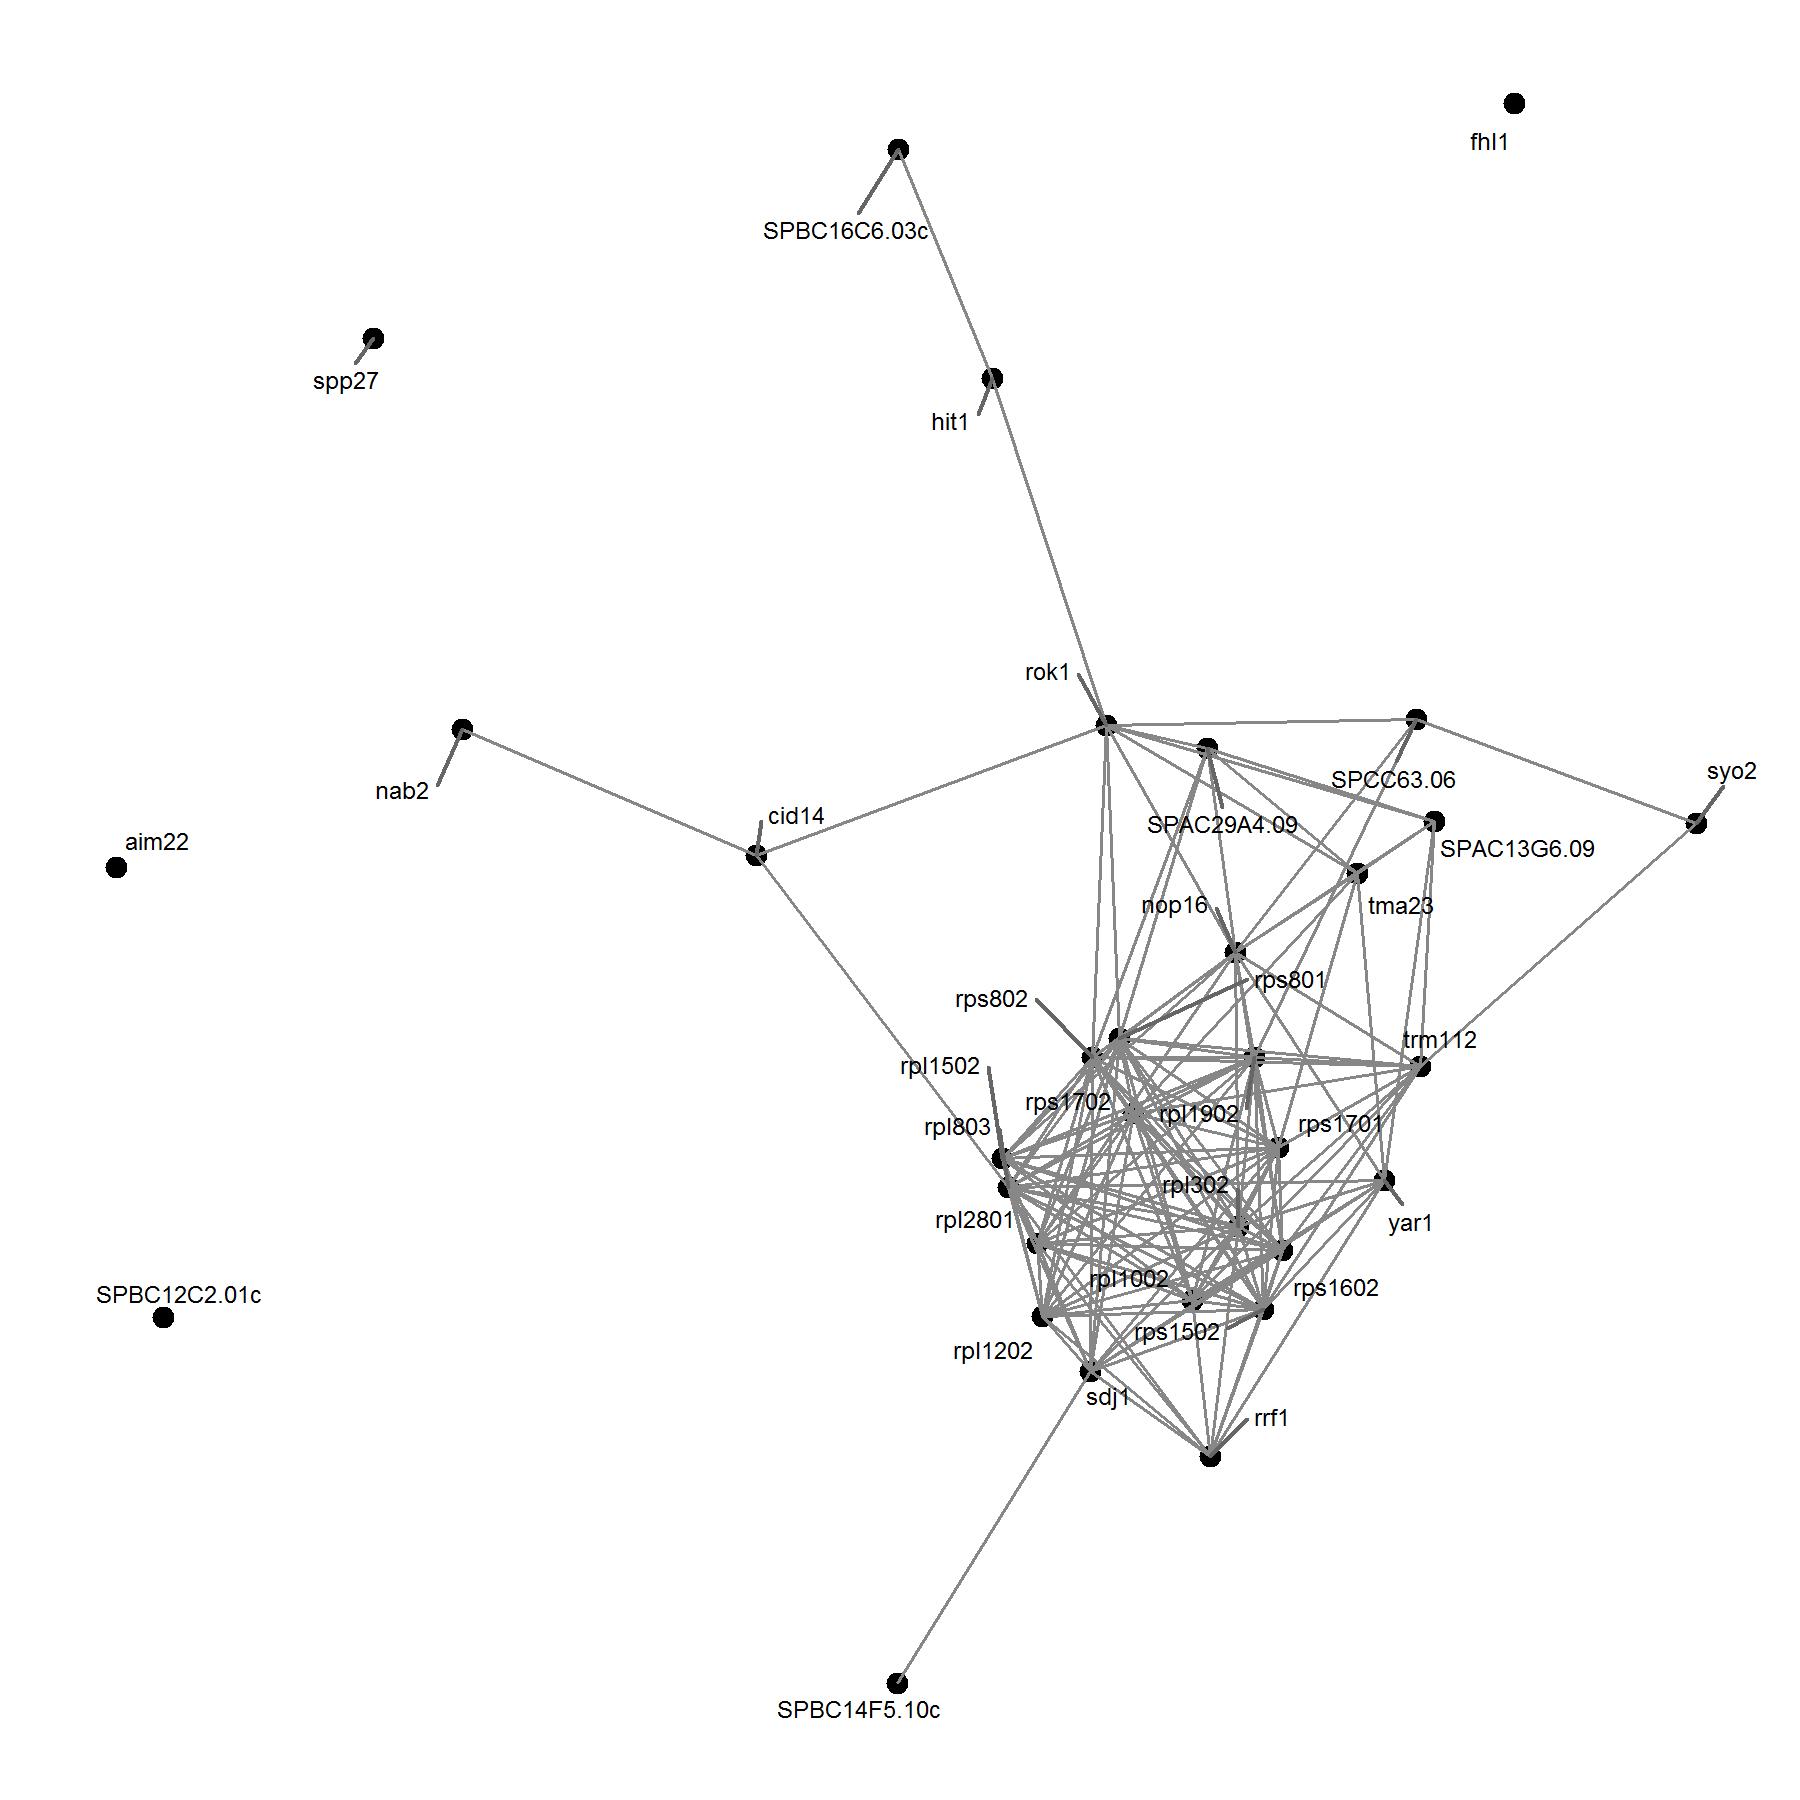 fhl1
SPBC16C6.03c
spp27
hit1
rok1
syo2
SPCC63.06
nab2
cid14
SPAC29A4.09
aim22
SPAC13G6.09
nop16
tma23
rps801
rps802
trm112
rpl1502
rps1702
rpl1902
rps1701
rpl803
rpl302
rpl2801
yar1
rpl1002
rps1602
SPBC12C2.01c
rps1502
rpl1202
sdj1
rrf1
SPBC14F5.10c